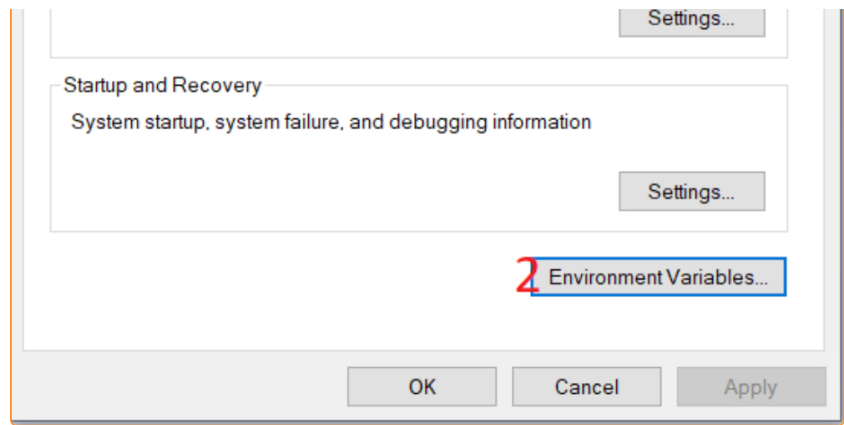 Settings...
Startup and Recovery
System startup, system failure, and debugging information
Settings...
2 Environment Variables...
OK Cancel Apply